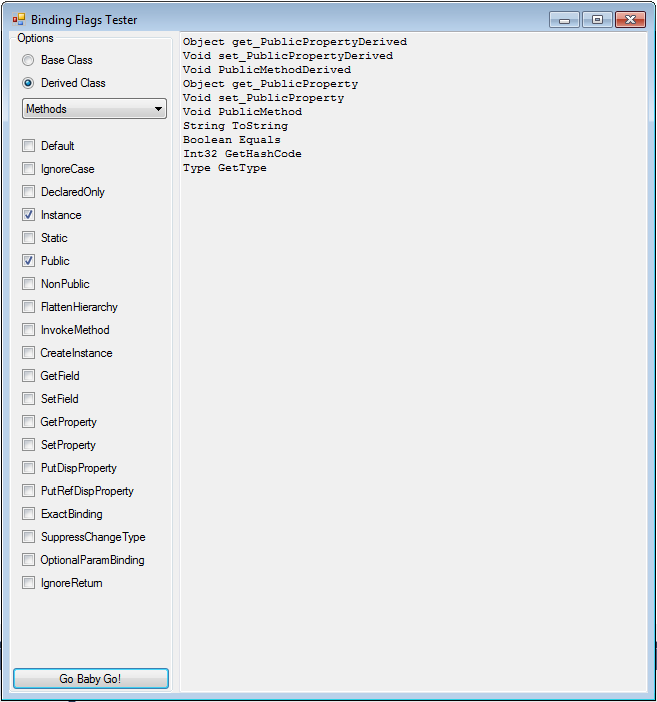 Binding Flags Tester
Options
Base Class
Derived Class
Methods
Default
IgnoreCase
DeclaredOnly
Instance
Static
Public
NonPublic
FlattenHierarchy
InvokeMethod
CreateInstance
GetField
SetField
GetProperty
SetProperty
PutDispProperty
PutRefDispProperty
ExactBinding
SuppressChangeType
OptionalParamBinding
IgnoreReturn
Go Baby Go!
Object get_PublicPropertyDerived
Void set_PublicPropertyDerived
Void PublicMethodDerived
Object get_PublicProperty
Void set_PublicProperty
Void PublicMethod
String ToString
Boolean Equals
Int32 GetHashCode
Type GetType